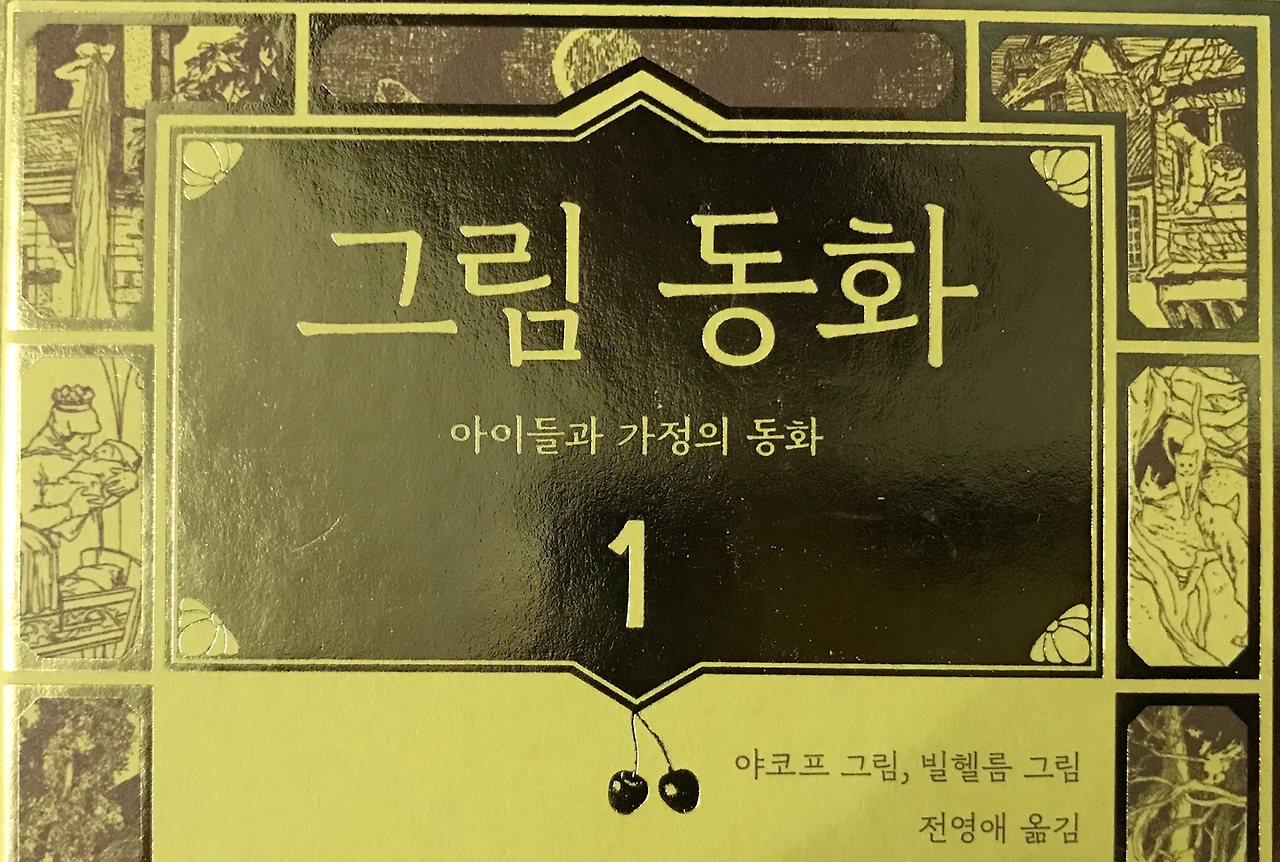 그림 동화
아이들과 가정의 동화
1
야코프 그림, 빌헬름 그림
전영애 옮김